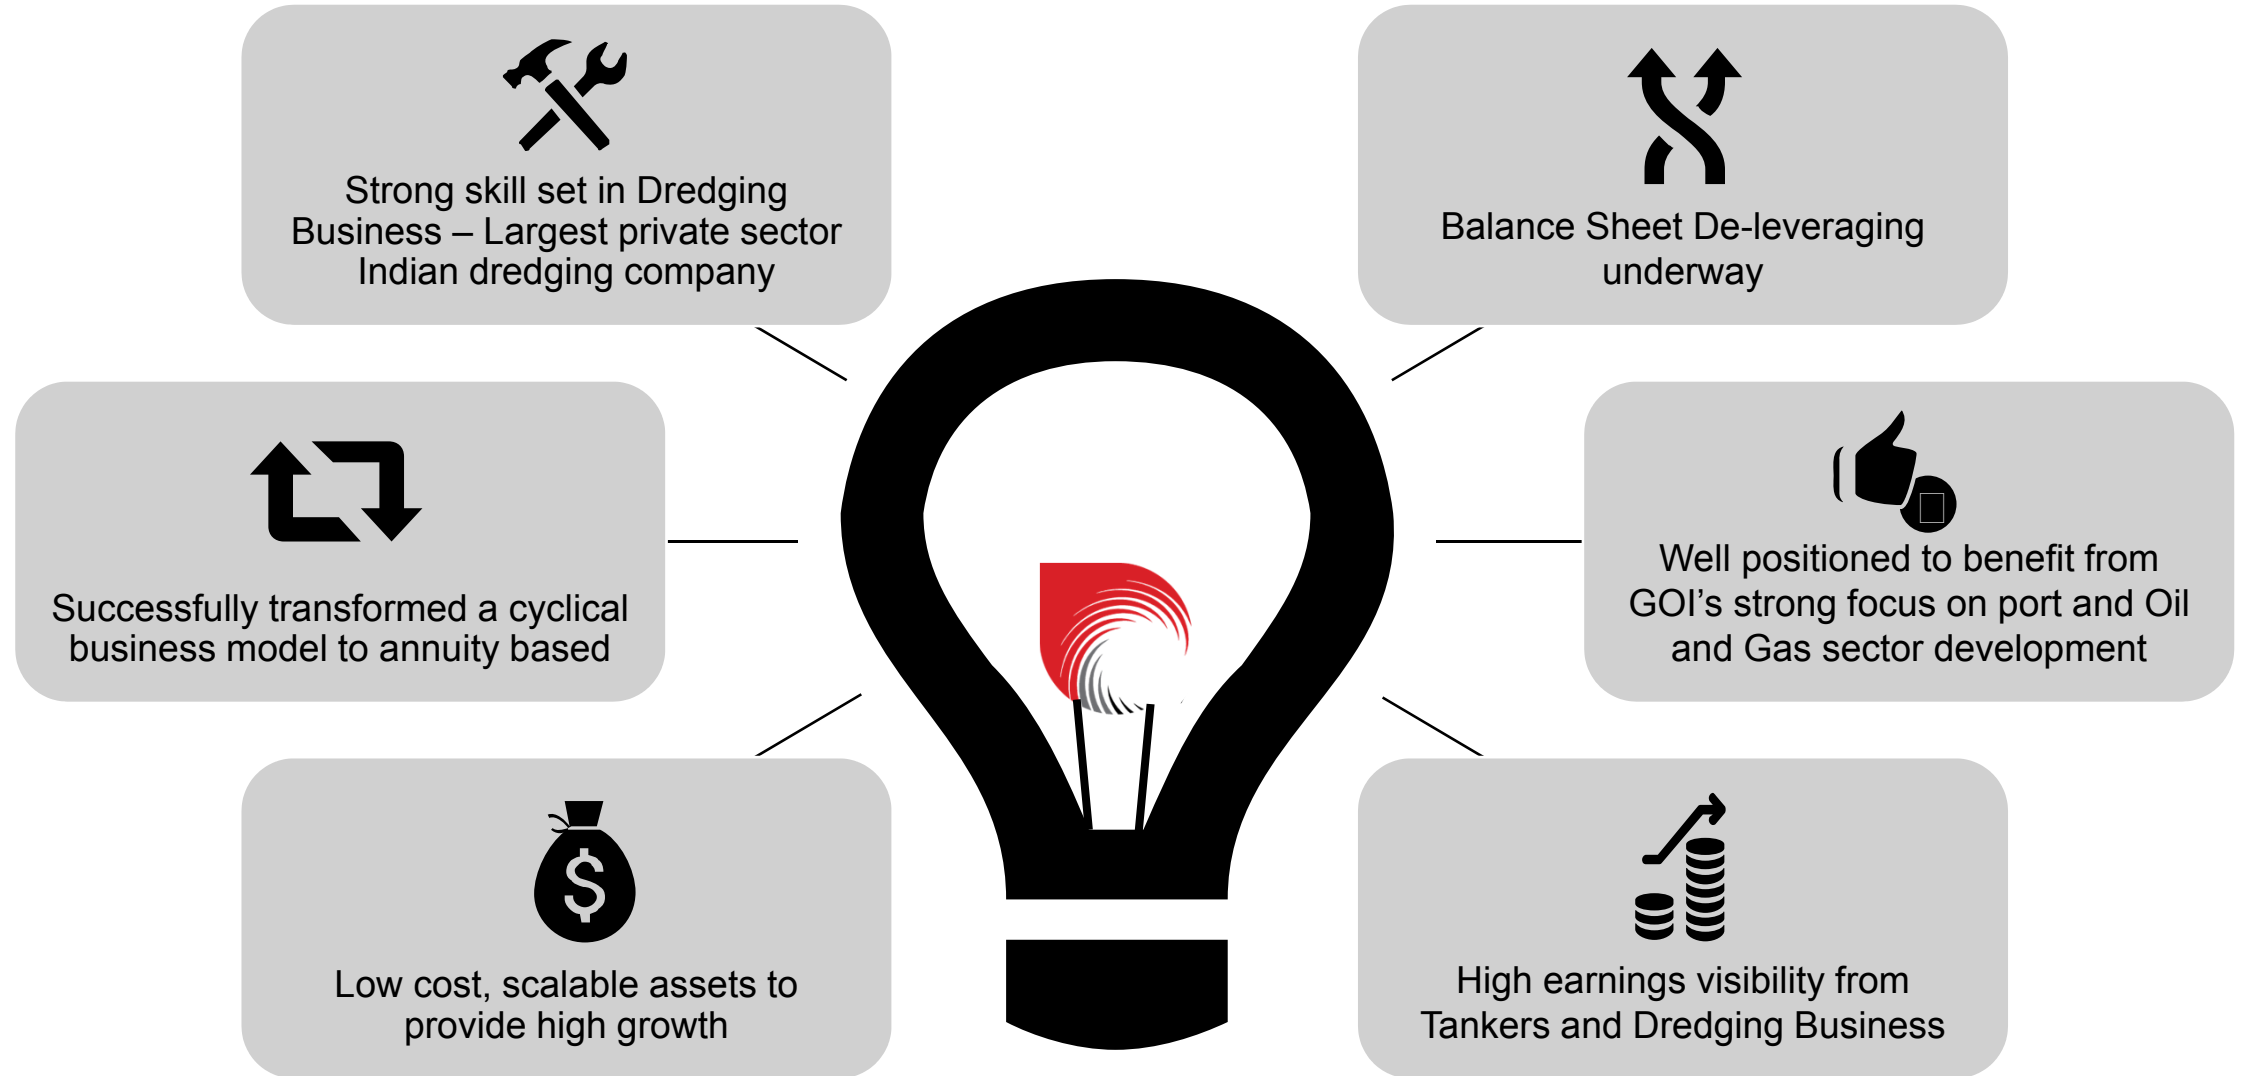 Strong skill set in Dredging
Business – Largest private sector
Indian dredging company
Balance Sheet De-leveraging
underway
Successfully transformed a cyclical
business model to annuity based
Well positioned to benefit from
GOI’s strong focus on port and Oil
and Gas sector development
$
Low cost, scalable assets to
provide high growth
High earnings visibility from
Tankers and Dredging Business